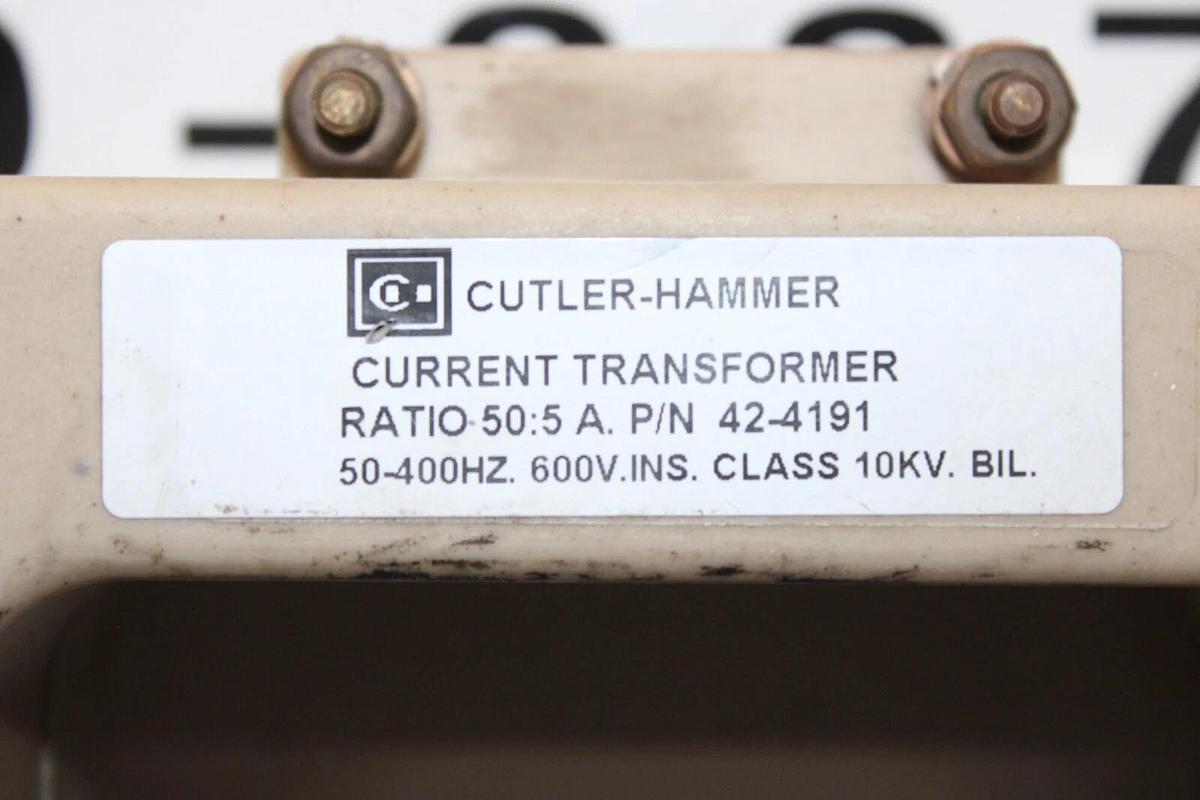 CUTLER-HAMMER
CURRENT TRANSFORMER
RATIO 50:5 A. P/N 42-4191
50-400HZ. 600V.INS. CLASS 10KV. BIL.